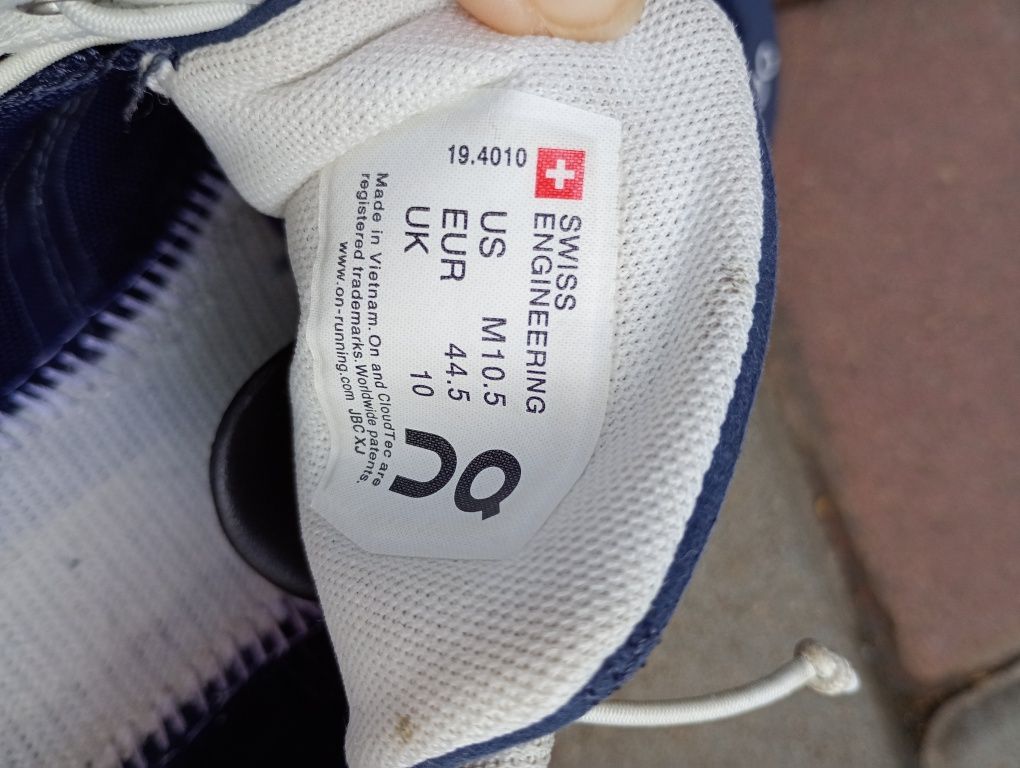 SWISS
ENGINEERING
19.4010
US M10.5
EUR 44.5
UK 10
Made in Vietnam. On and CloudTec are
registered trademarks. Worldwide patents.
www.on-running.com JBCXJ
On